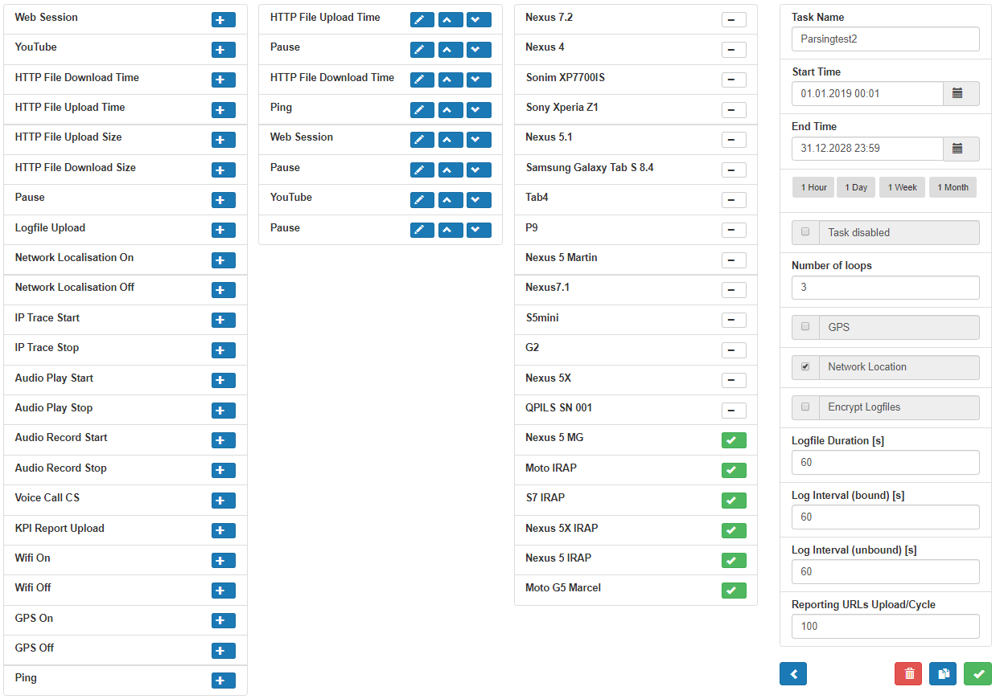 Web Session
YouTube
HTTP File Download Time
HTTP File Upload Time
HTTP File Upload Size
HTTP File Download Size
Pause
Logfile Upload
Network Localisation On
Network Localisation Off
IP Trace Start
IP Trace Stop
Audio Play Start
Audio Play Stop
Audio Record Start
Audio Record Stop
Voice Call CS
KPI Report Upload
Wifi On
Wifi Off
GPS On
GPS Off
Ping
HTTP File Upload Time
Pause
HTTP File Download Time
Ping
Web Session
Pause
YouTube
Pause
Nexus 7.2
Nexus 4
Sonim XP7700IS
Sony Xperia Z1
Nexus 5.1
Samsung Galaxy Tab S 8.4
Tab4
P9
Nexus 5 Martin
Nexus7.1
S5mini
G2
Nexus 5X
QPILS SN 001
Nexus 5 MG
Moto IRAP
S7 IRAP
Nexus 5X IRAP
Nexus 5 IRAP
Moto G5 Marcel
Task Name
Parsingtest2
Start Time
01.01.2019 00:01
End Time
31.12.2028 23:59
1 Hour 1 Day 1 Week 1 Month
Task disabled
Number of loops
3
GPS
Network Location
Encrypt Logfiles
Logfile Duration [s]
60
Log Interval (bound) [s]
60
Log Interval (unbound) [s]
60
Reporting URLs Upload/Cycle
100